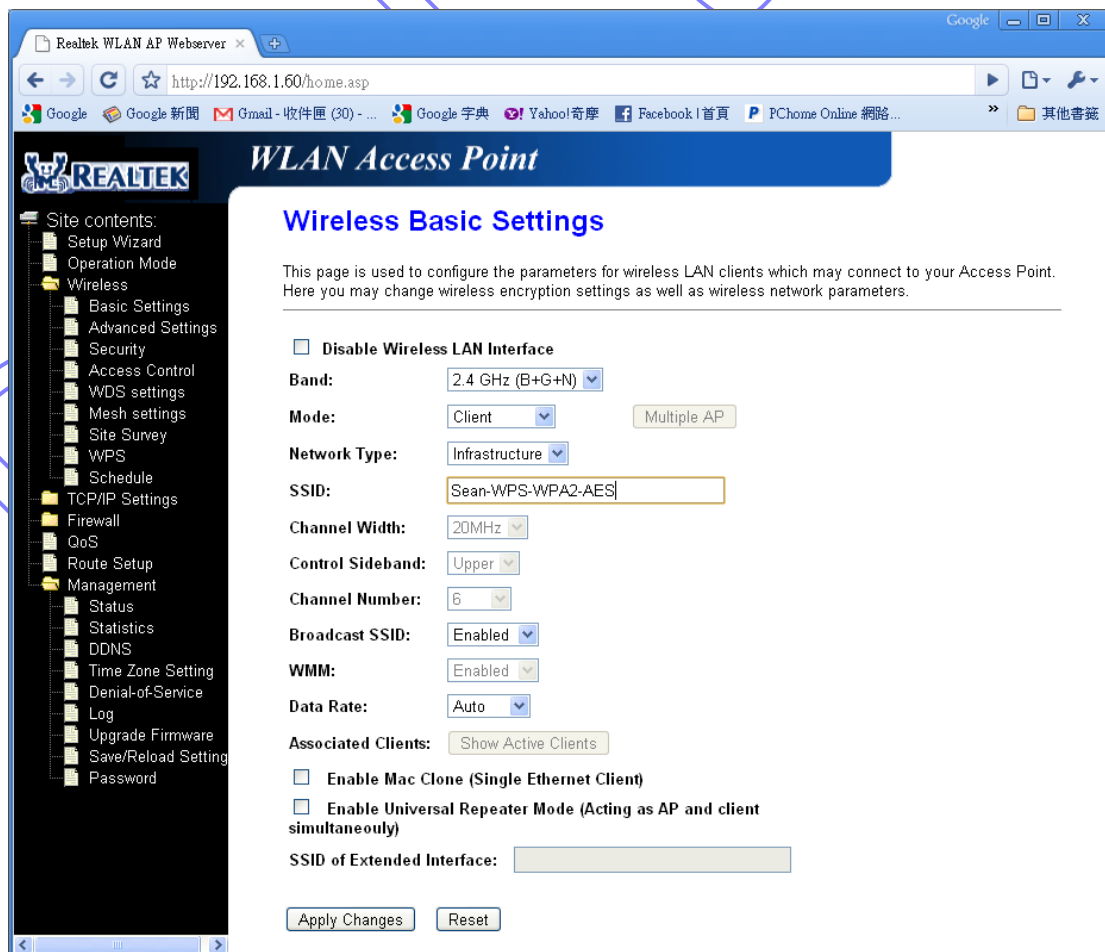 Google
Realtek WLAN AP Webserver
http://192.168.1.60/home.asp
Google Google 新聞 Gmail - 收件匣 (30) - ... Google 字典 Yahoo!奇摩 Facebook | 首頁 PChome Online 網路... » 其他書籤
REALTEK
WLAN Access Point
Site contents:
Setup Wizard
Operation Mode
Wireless
Basic Settings
Advanced Settings
Security
Access Control
WDS settings
Mesh settings
Site Survey
WPS
Schedule
TCP/IP Settings
Firewall
QoS
Route Setup
Management
Status
Statistics
DDNS
Time Zone Setting
Denial-of-Service
Log
Upgrade Firmware
Save/Reload Setting
Password
Wireless Basic Settings
This page is used to configure the parameters for wireless LAN clients which may connect to your Access Point.
Here you may change wireless encryption settings as well as wireless network parameters.
Disable Wireless LAN Interface
Band: 2.4 GHz (B+G+N)
Mode: Client Multiple AP
Network Type: Infrastructure
SSID: Sean-WPS-WPA2-AES
Channel Width: 20MHz
Control Sideband: Upper
Channel Number: 6
Broadcast SSID: Enabled
WMM: Enabled
Data Rate: Auto
Associated Clients: Show Active Clients
Enable Mac Clone (Single Ethernet Client)
Enable Universal Repeater Mode (Acting as AP and client
simultaneouly)
SSID of Extended Interface:
Apply Changes Reset